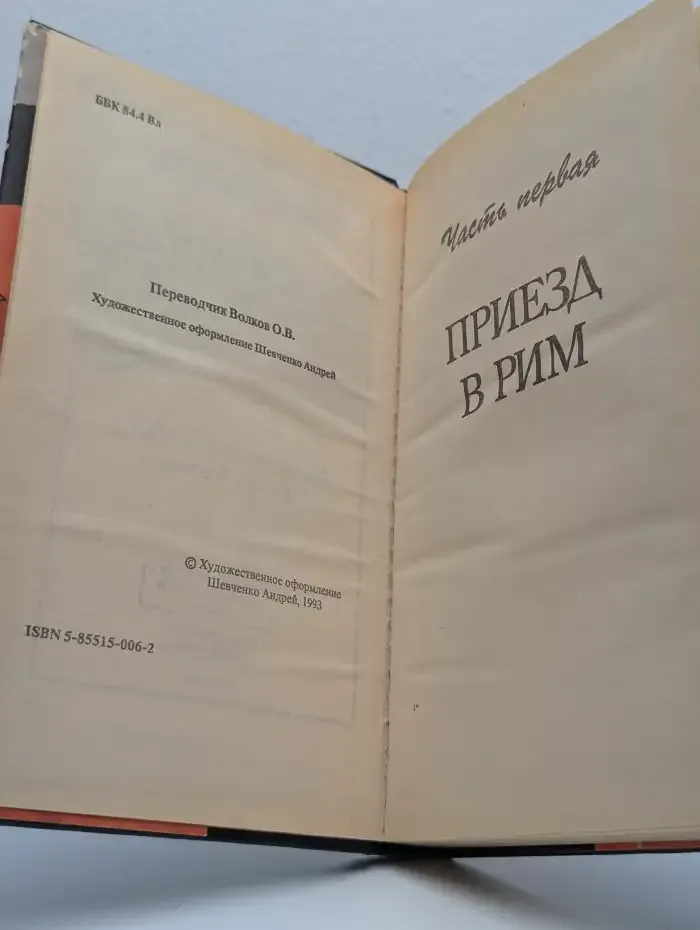 ББК 84.4 Вл
Переводчик Волков О.В.
Художественное оформление Шевченко Андрей
© Художественное оформление
Шевченко Андрей, 1993
ISBN 5-85515-006-2
Часть первая
ПРИЕЗД
В РИМ
1*